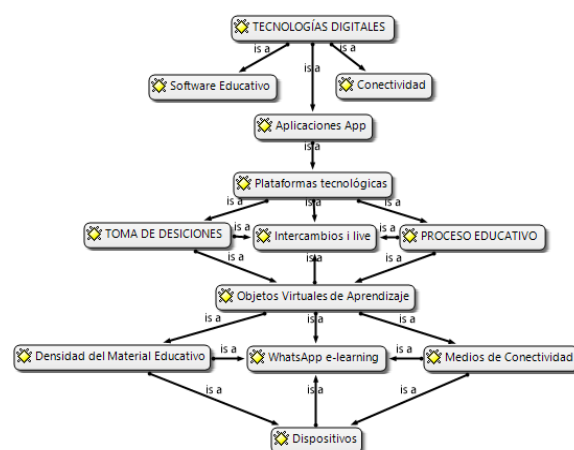 TECNOLOGÍAS DIGITALES
is a
is a
is a
Software Educativo
Conectividad
Aplicaciones App
is a
Plataformas tecnológicas
is a
is a
is a
TOMA DE DESICIONES
is a
Intercambios i live
is a
PROCESO EDUCATIVO
is a
is a
is a
Objetos Virtuales de Aprendizaje
is a
is a
is a
Densidad del Material Educativo
is a
WhatsApp e-learning
is a
Medios de Conectividad
is a
is a
is a
Dispositivos